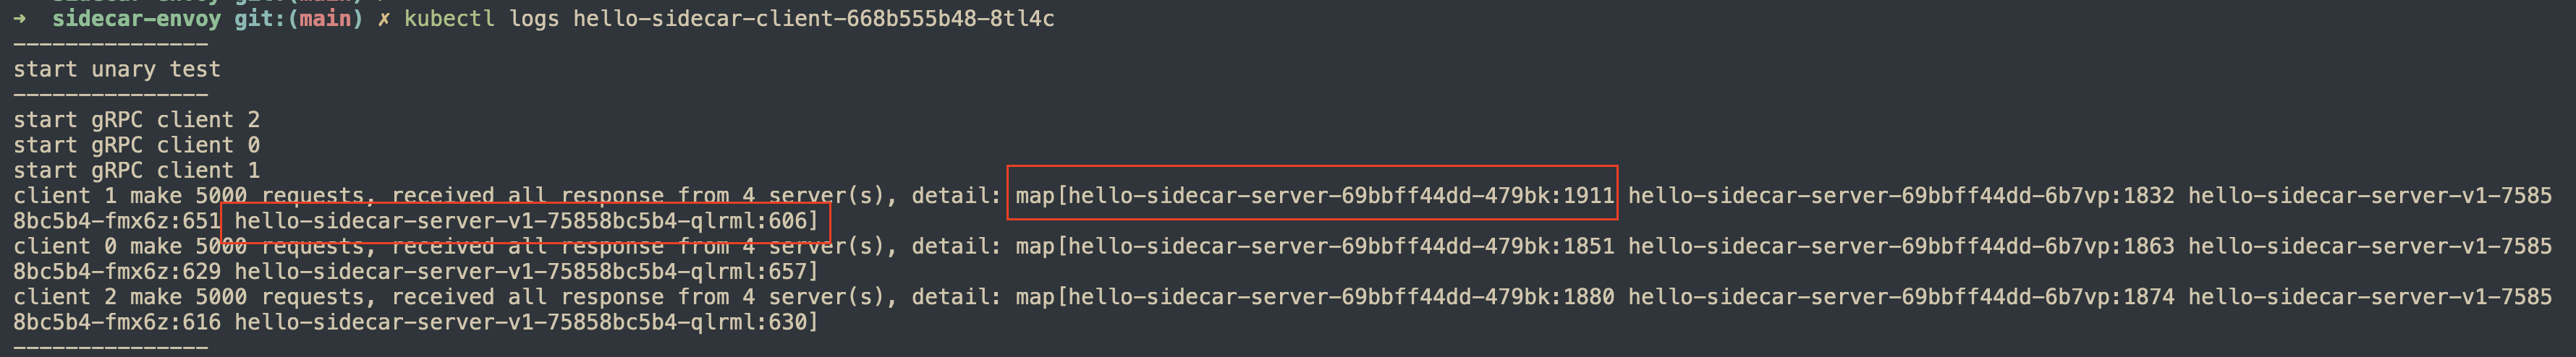 ➜  sidecar-envoy git:(main) ✗ kubectl logs hello-sidecar-client-668b555b48-8tl4c
---------------
start unary test
---------------
start gRPC client 2
start gRPC client 0
start gRPC client 1
client 1 make 5000 requests, received all response from 4 server(s), detail: map[hello-sidecar-server-69bbff44dd-479bk:1911 hello-sidecar-server-69bbff44dd-6b7vp:1832 hello-sidecar-server-v1-7585
8bc5b4-fmx6z:651 hello-sidecar-server-v1-75858bc5b4-qlrml:606]
client 0 make 5000 requests, received all response from 4 server(s), detail: map[hello-sidecar-server-69bbff44dd-479bk:1851 hello-sidecar-server-69bbff44dd-6b7vp:1863 hello-sidecar-server-v1-7585
8bc5b4-fmx6z:629 hello-sidecar-server-v1-75858bc5b4-qlrml:657]
client 2 make 5000 requests, received all response from 4 server(s), detail: map[hello-sidecar-server-69bbff44dd-479bk:1880 hello-sidecar-server-69bbff44dd-6b7vp:1874 hello-sidecar-server-v1-7585
8bc5b4-fmx6z:616 hello-sidecar-server-v1-75858bc5b4-qlrml:630]
---------------